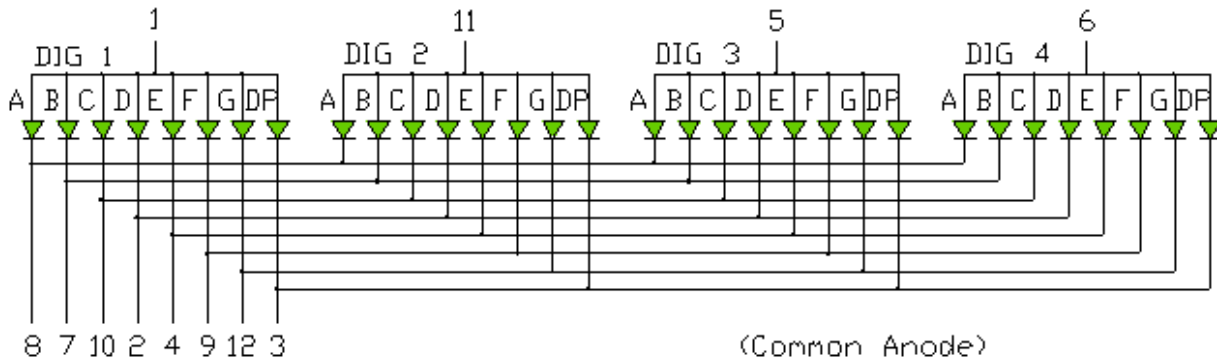 1 11 5 6
DIG 1 DIG 2 DIG 3 DIG 4
A B C D E F G DP A B C D E F G DP A B C D E F G DP A B C D E F G DP
8 7 10 2 4 9 12 3 (Common Anode)